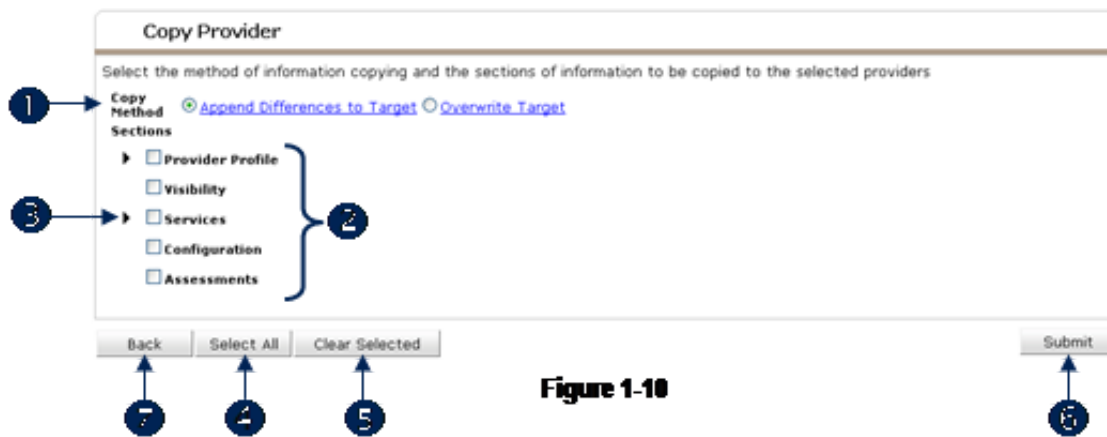 Copy Provider
Select the method of information copying and the sections of information to be copied to the selected providers
1
Copy Method
Append Differences to Target
Overwrite Target
Sections
Provider Profile
Visibility
3
Services
2
Configuration
Assessments
Back
Select All
Clear Selected
Submit
Figure 1-10
7
4
5
6